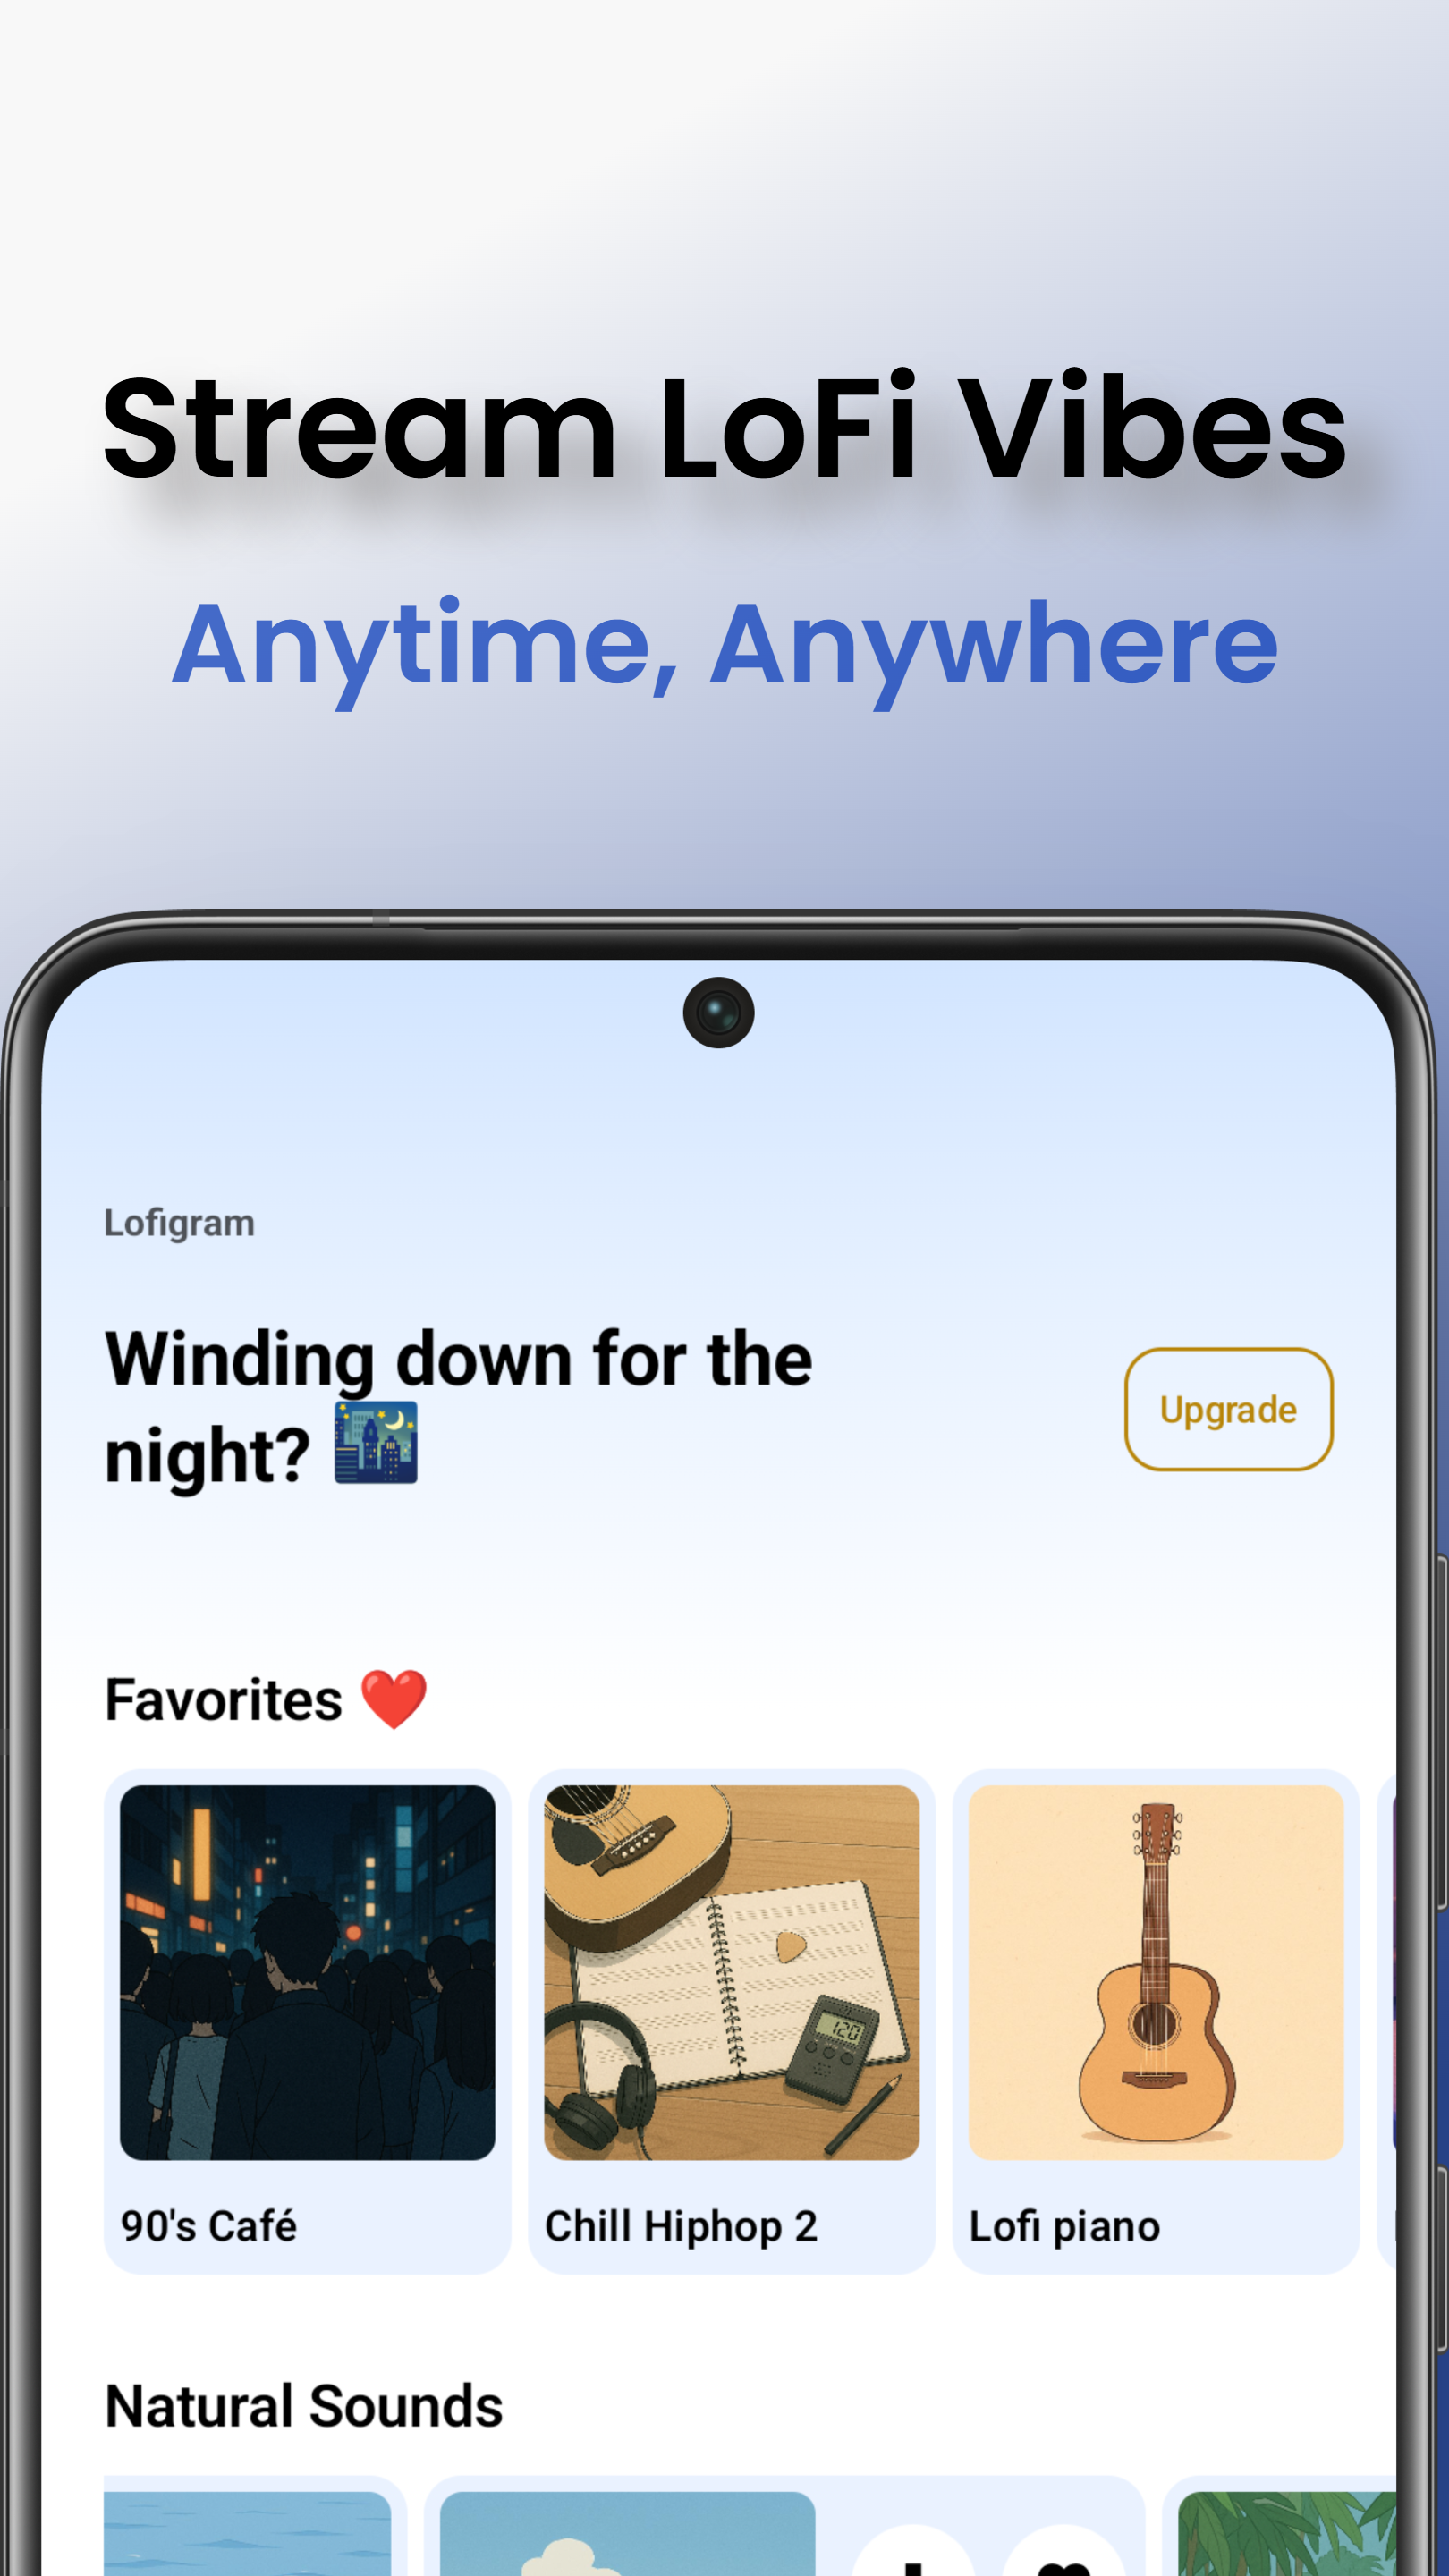 Stream LoFi Vibes
Anytime, Anywhere
Lofigram
Winding down for the
night? 🌃
Upgrade
Favorites ❤️
120
90's Café
Chill Hiphop 2
Lofi piano
Natural Sounds